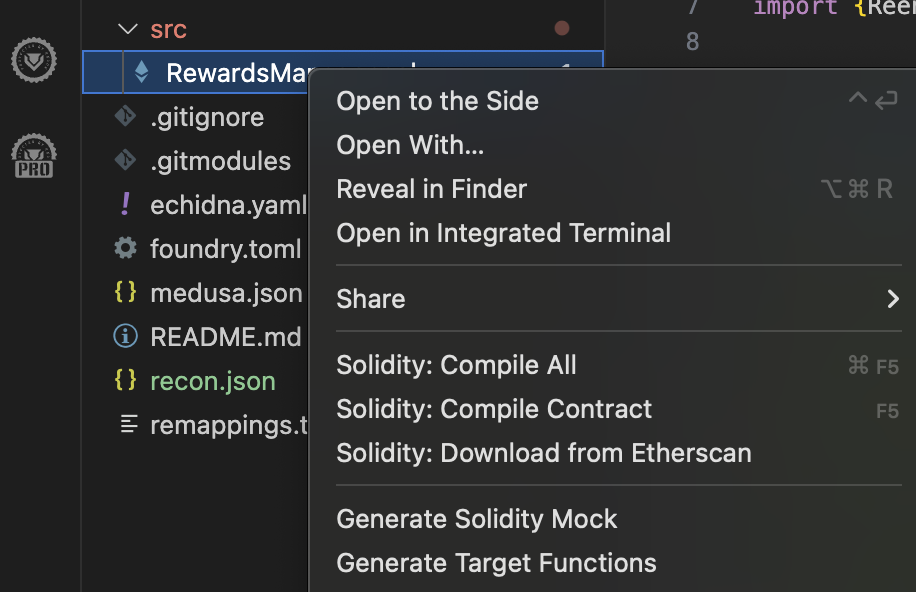 7 import {Reen
8
src
RewardsMa
.gitignore
.gitmodules
echidna.yaml
foundry.toml
medusa.json
README.md
recon.json
remappings.t
PRO
Open to the Side
Open With...
Reveal in Finder ⌥⌘R
Open in Integrated Terminal
Share
Solidity: Compile All ⌘F5
Solidity: Compile Contract F5
Solidity: Download from Etherscan
Generate Solidity Mock
Generate Target Functions